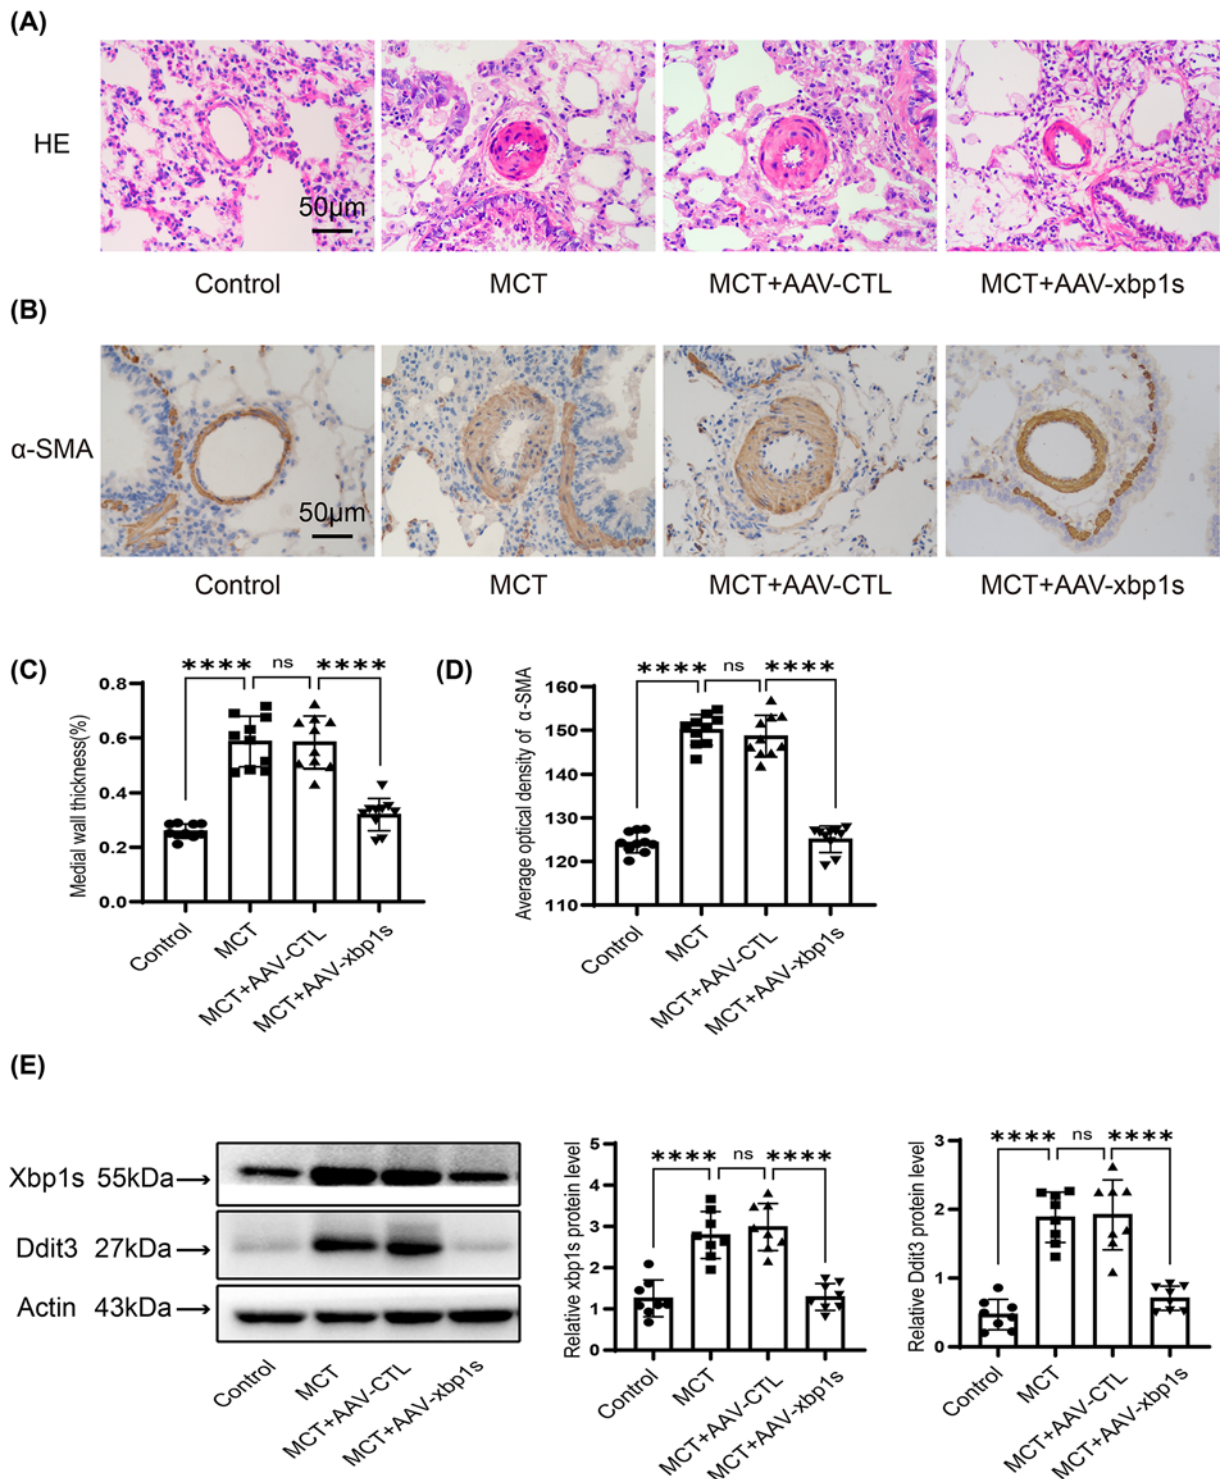 (A)
HE
50μm
Control MCT MCT+AAV-CTL MCT+AAV-xbp1s
(B)
α-SMA
50μm
Control MCT MCT+AAV-CTL MCT+AAV-xbp1s
(C)
**** ns ****
Medial wall thickness(%)
0.8
0.6
0.4
0.2
0.0
Control
MCT
MCT+AAV-CTL
MCT+AAV-xbp1s
(D)
**** ns ****
Average optical density of α-SMA
160
150
140
130
120
110
Control
MCT
MCT+AAV-CTL
MCT+AAV-xbp1s
(E)
Xbp1s 55kDa→
Ddit3 27kDa→
Actin 43kDa→
Control
MCT
MCT+AAV-CTL
MCT+AAV-xbp1s
**** ns ****
Relative xbp1s protein level
5
4
3
2
1
0
Control
MCT
MCT+AAV-CTL
MCT+AAV-xbp1s
**** ns ****
Relative Ddit3 protein level
3
2
1
0
Control
MCT
MCT+AAV-CTL
MCT+AAV-xbp1s